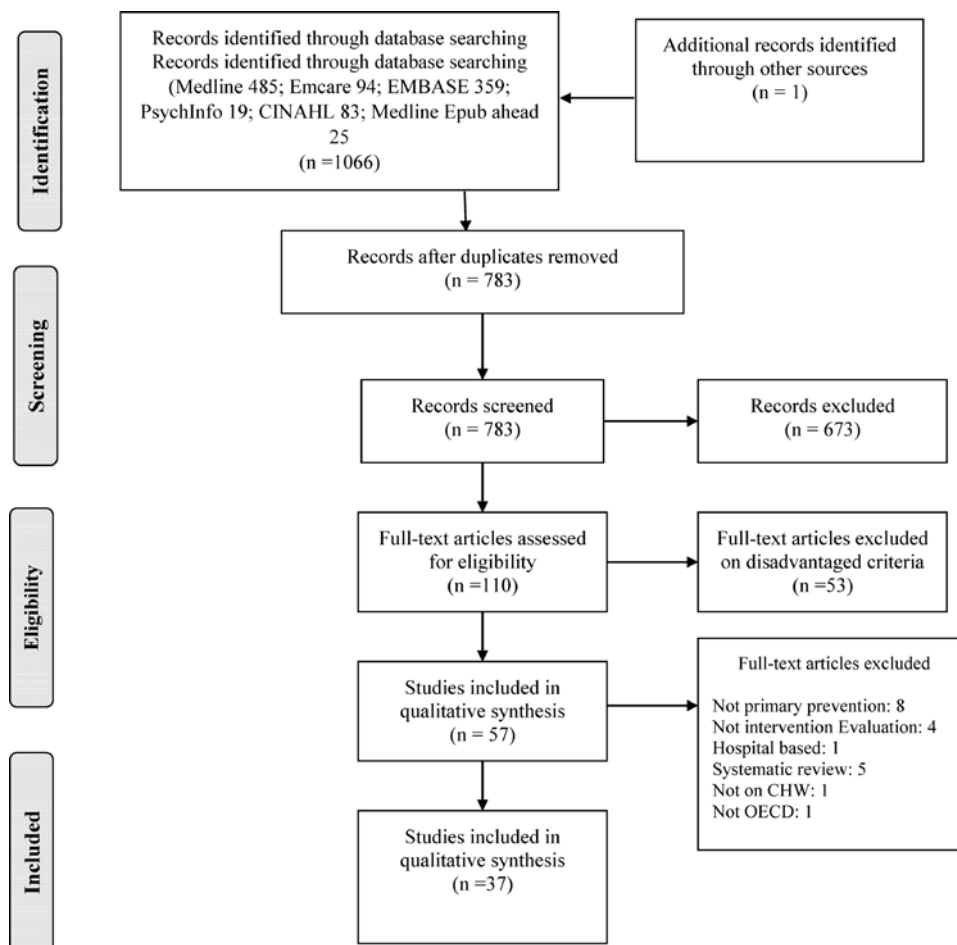 Identification
Records identified through database searching
Records identified through database searching
(Medline 485; Emcare 94; EMBASE 359;
PsychInfo 19; CINAHL 83; Medline Epub ahead
25
(n =1066)
Additional records identified
through other sources
(n = 1)
Records after duplicates removed
(n = 783)
Screening
Records screened
(n = 783)
Records excluded
(n = 673)
Eligibility
Full-text articles assessed
for eligibility
(n =110)
Full-text articles excluded
on disadvantaged criteria
(n =53)
Studies included in
qualitative synthesis
(n = 57)
Full-text articles excluded
Not primary prevention: 8
Not intervention Evaluation: 4
Hospital based: 1
Systematic review: 5
Not on CHW: 1
Not OECD: 1
Included
Studies included in
qualitative synthesis
(n =37)